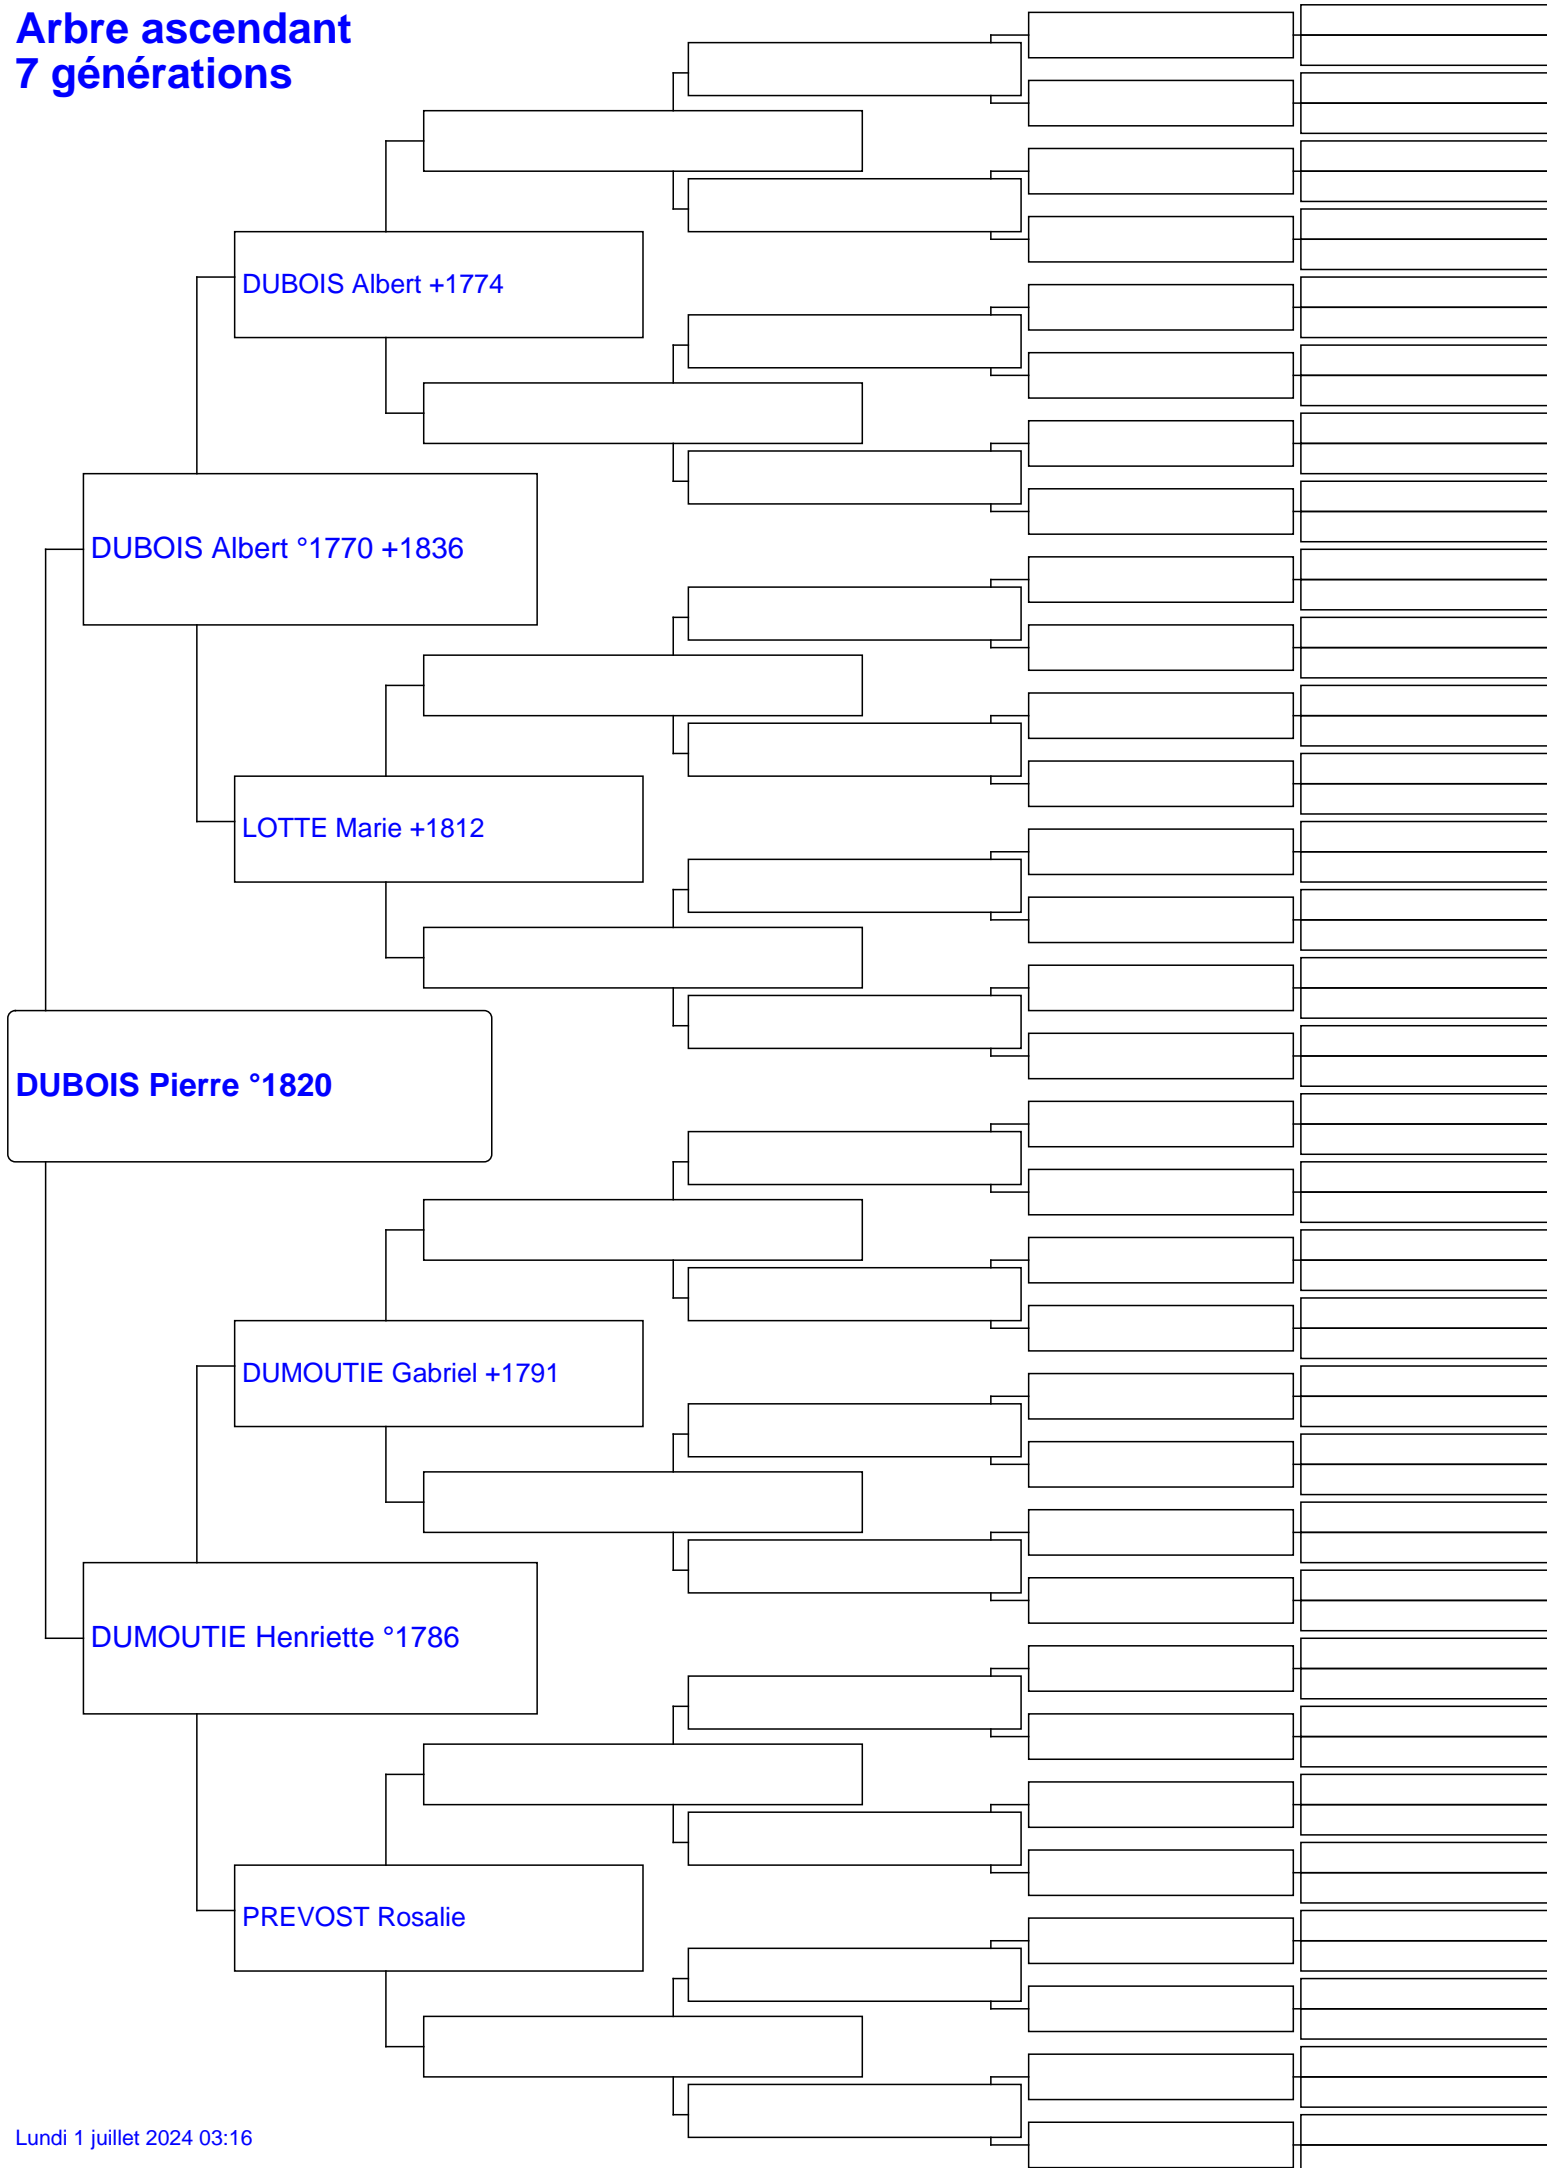 Arbre ascendant
7 générations
DUBOIS Albert +1774
DUBOIS Albert °1770 +1836
LOTTE Marie +1812
DUBOIS Pierre °1820
DUMOUTIE Gabriel +1791
DUMOUTIE Henriette °1786
PREVOST Rosalie
Lundi 1 juillet 2024 03:16